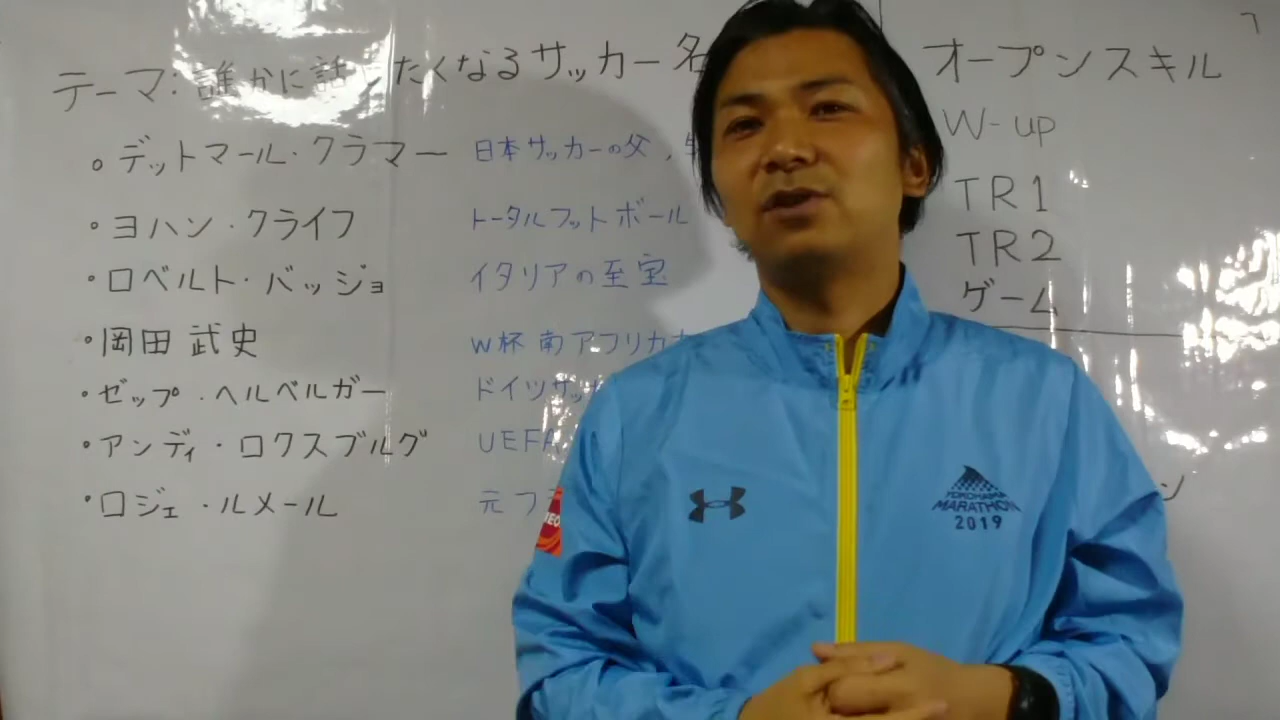 テーマ:誰かに話したくなるサッカー名
・デットマール・クラマー 日本サッカーの父、
・ヨハン・クライフ トータルフットボール
・ロベルト・バッジョ イタリアの至宝
・岡田 武史 W杯 南アフリカ
・ゼップ・ヘルベルガー ドイツサッ
・アンディ・ロクスブルグ UEFA
・ロジェ・ルメール 元フラ
オープンスキル
W-up
TR1
TR2
ゲーム
ン
YOKOHAMA
MARATHON
2019